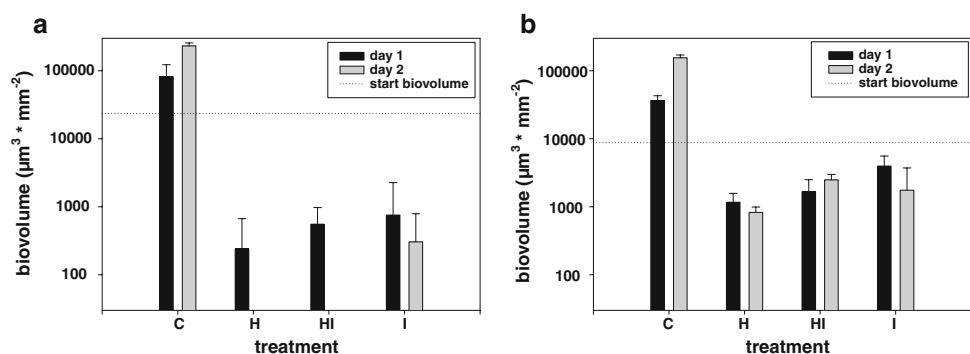 a
biovolume (µm³ * mm⁻²)
100000
10000
1000
100
day 1
day 2
start biovolume
C H HI I
treatment
b
biovolume (µm³ * mm⁻²)
100000
10000
1000
100
day 1
day 2
start biovolume
C H HI I
treatment